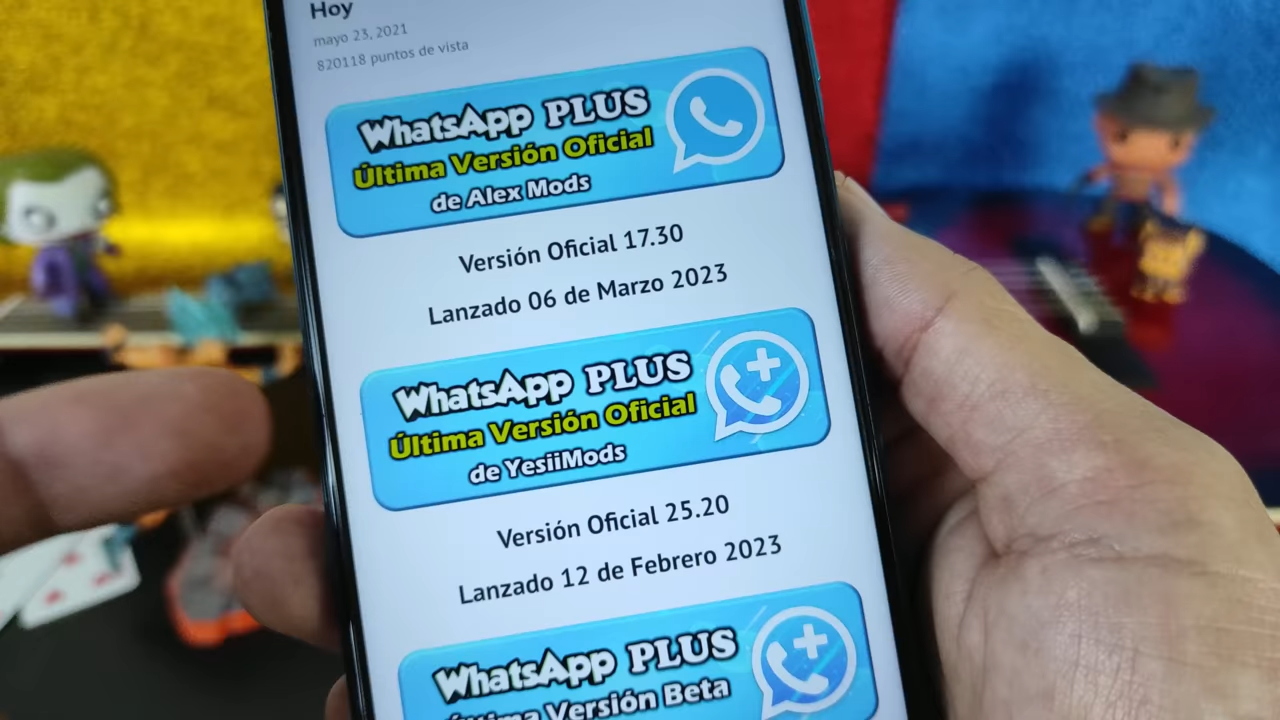 Hoy
mayo 23, 2021
820118 puntos de vista
WhatsApp PLUS
Última Versión Oficial
de Alex Mods
Versión Oficial 17.30
Lanzado 06 de Marzo 2023
WhatsApp PLUS
Última Versión Oficial
de YesiiMods
Versión Oficial 25.20
Lanzado 12 de Febrero 2023
WhatsApp PLUS
Última Versión Beta